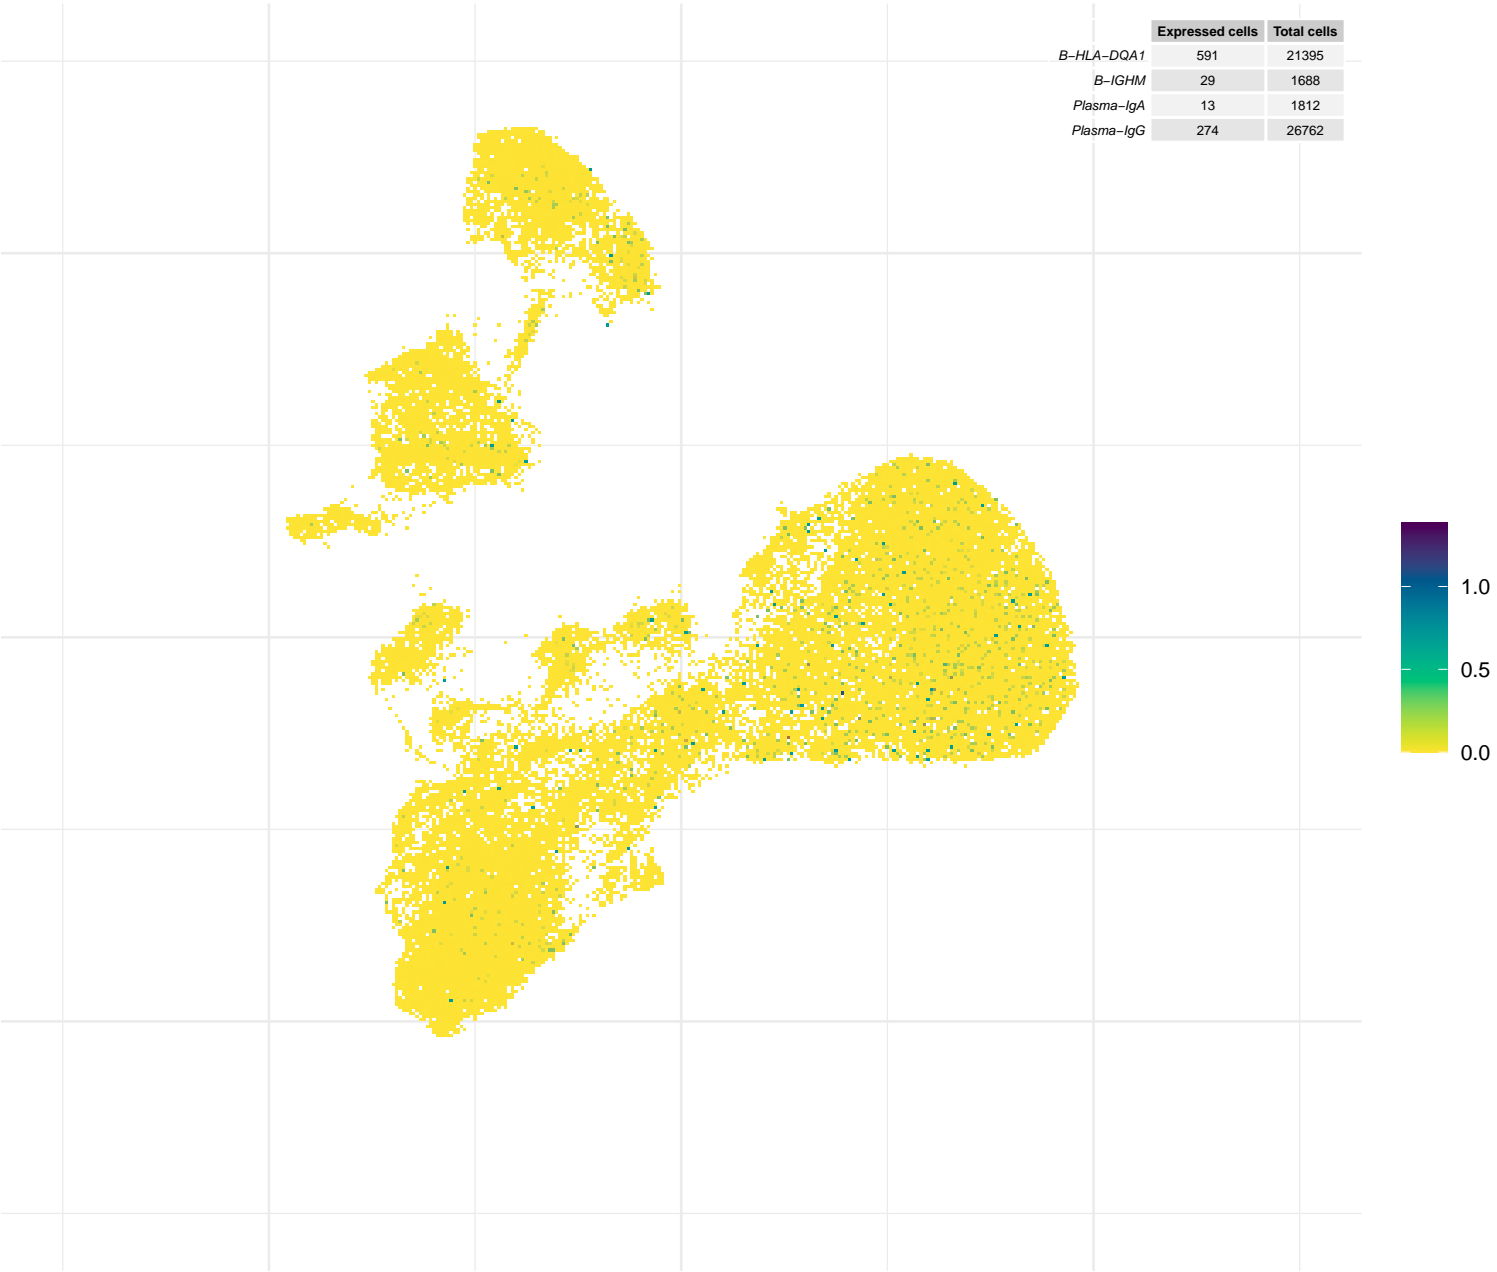 Expressed cells Total cells
B−HLA−DQA1 591 21395
B−IGHM 29 1688
Plasma−IgA 13 1812
Plasma−IgG 274 26762
1.0
0.5
0.0